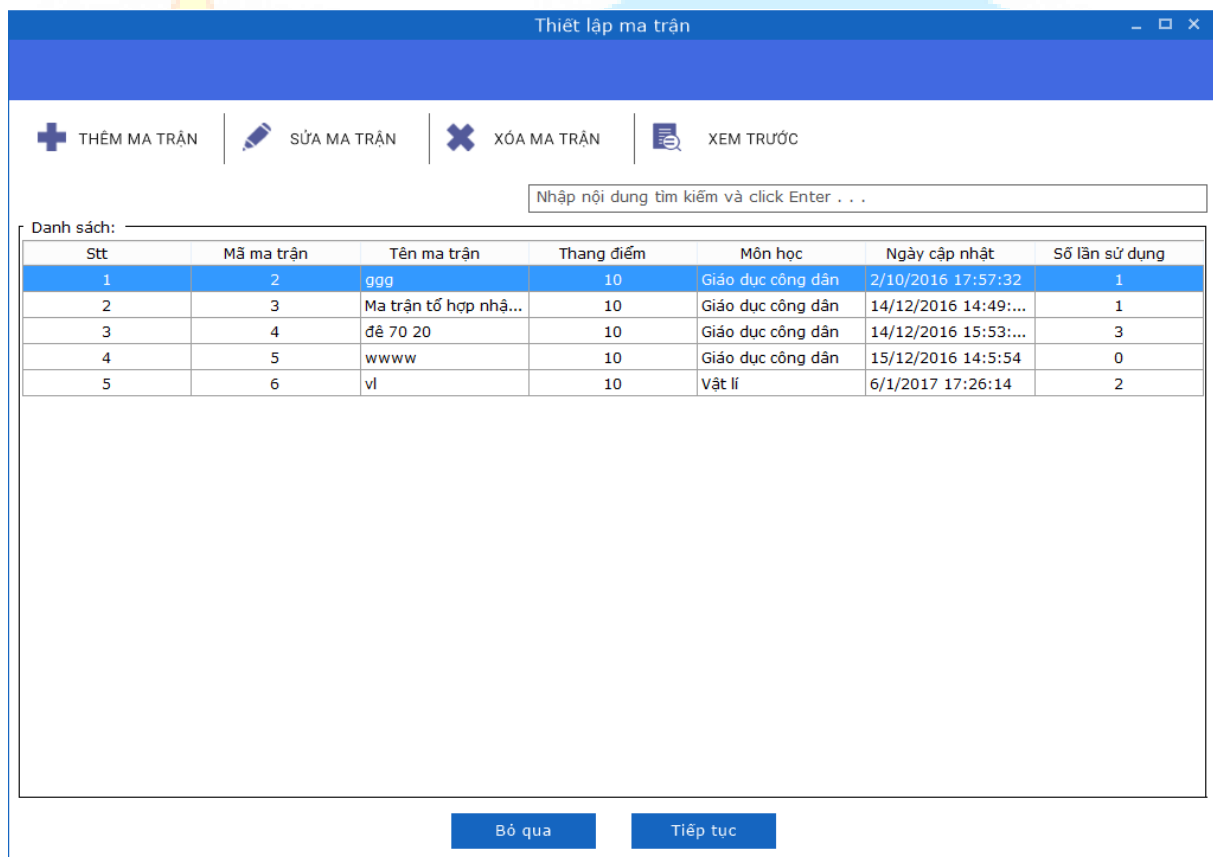 Thiết lập ma trận
THÊM MA TRẬN SỬA MA TRẬN XÓA MA TRẬN XEM TRƯỚC
Nhập nội dung tìm kiếm và click Enter . . .
Danh sách:
Stt Mã ma trận Tên ma trận Thang điểm Môn học Ngày cập nhật Số lần sử dụng
1 2 ggg 10 Giáo dục công dân 2/10/2016 17:57:32 1
2 3 Ma trận tổ hợp nhậ... 10 Giáo dục công dân 14/12/2016 14:49:... 1
3 4 đê 70 20 10 Giáo dục công dân 14/12/2016 15:53:... 3
4 5 wwww 10 Giáo dục công dân 15/12/2016 14:5:54 0
5 6 vl 10 Vật lí 6/1/2017 17:26:14 2
Bỏ qua Tiếp tục